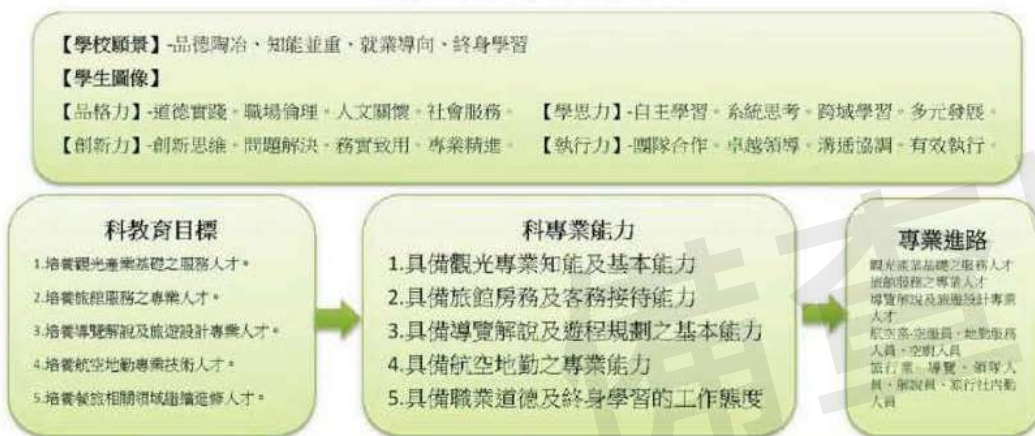 【學校願景】-品德陶冶、知能並重、就業導向、終身學習
【學生圖像】
【品格力】-道德實踐。職場倫理。人文關懷。社會服務。 【學思力】-自主學習。系統思考。跨域學習。多元發展。
【創新力】-創新思維。問題解決。務實致用。專業精進。 【執行力】-團隊合作。卓越領導。溝通協調。有效執行。
科教育目標
1.培養觀光產業基礎之服務人才。
2.培養旅館服務之專業人才。
3.培養導覽解說及旅遊設計專業人才。
4.培養航空地勤專業技術人才。
5.培養餐旅相關領域繼續進修人才。
科專業能力
1.具備觀光專業知能及基本能力
2.具備旅館房務及客務接待能力
3.具備導覽解說及遊程規劃之基本能力
4.具備航空地勤之專業能力
5.具備職業道德及終身學習的工作態度
專業進路
觀光產業基礎之服務人才
旅館服務之專業人才
導覽解說及旅遊設計專業
人才
航空業-空服員、地勤服務
人員、空廚人員
旅行業 導覽、領隊人
員、解說員、旅行社內勤
人員